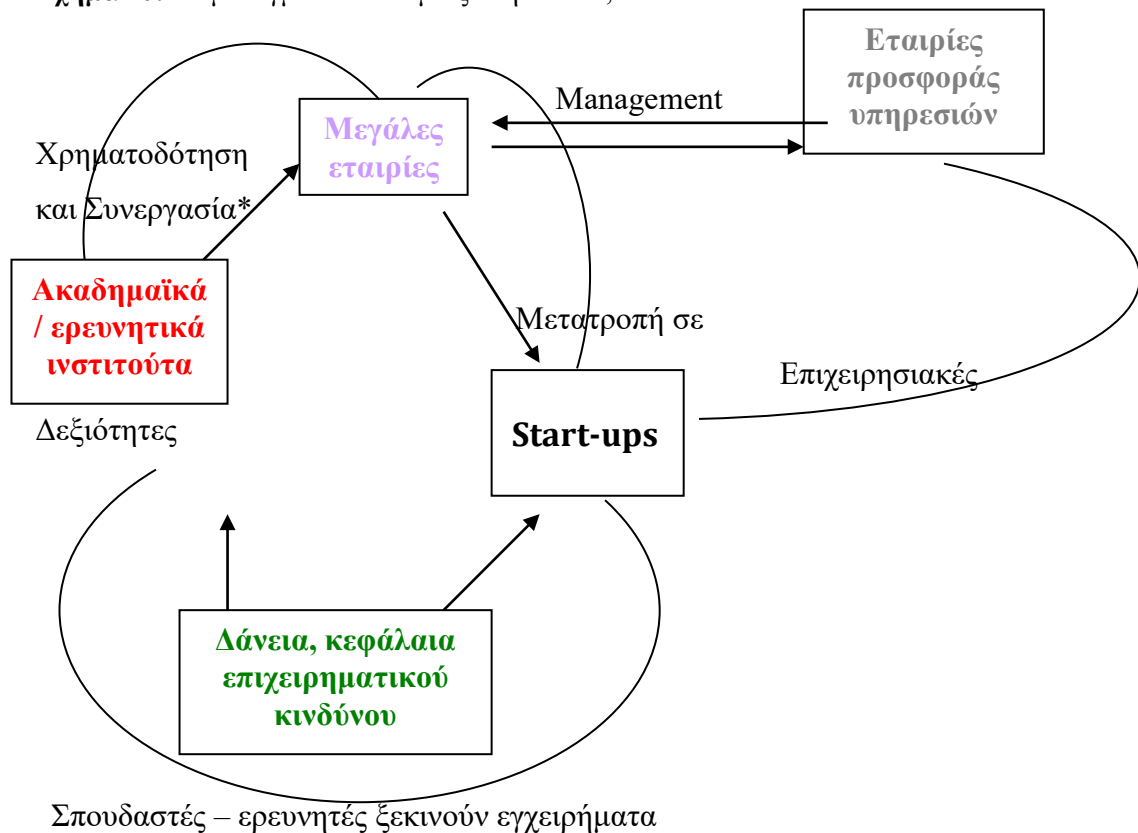 Εταιρίες
προσφοράς
υπηρεσιών
Management
Μεγάλες
εταιρίες
Χρηματοδότηση
και Συνεργασία*
Ακαδημαϊκά
/ ερευνητικά
ινστιτούτα
Μετατροπή σε
Επιχειρησιακές
Δεξιότητες
Start-ups
Δάνεια, κεφάλαια
επιχειρηματικού
κινδύνου
Σπουδαστές – ερευνητές ξεκινούν εγχειρήματα